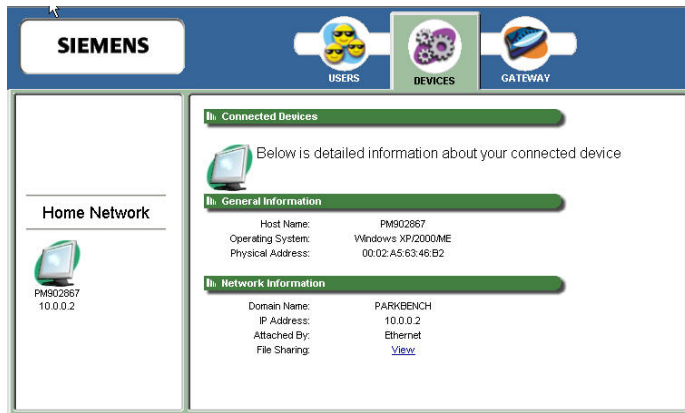 SIEMENS
USERS
DEVICES
GATEWAY
Home Network
PM902867
10.0.0.2
Connected Devices
Below is detailed information about your connected device
General Information
Host Name: PM902867
Operating System: Windows XP/2000/ME
Physical Address: 00:02:A5:63:46:B2
Network Information
Domain Name: PARKBENCH
IP Address: 10.0.0.2
Attached By: Ethernet
File Sharing: View